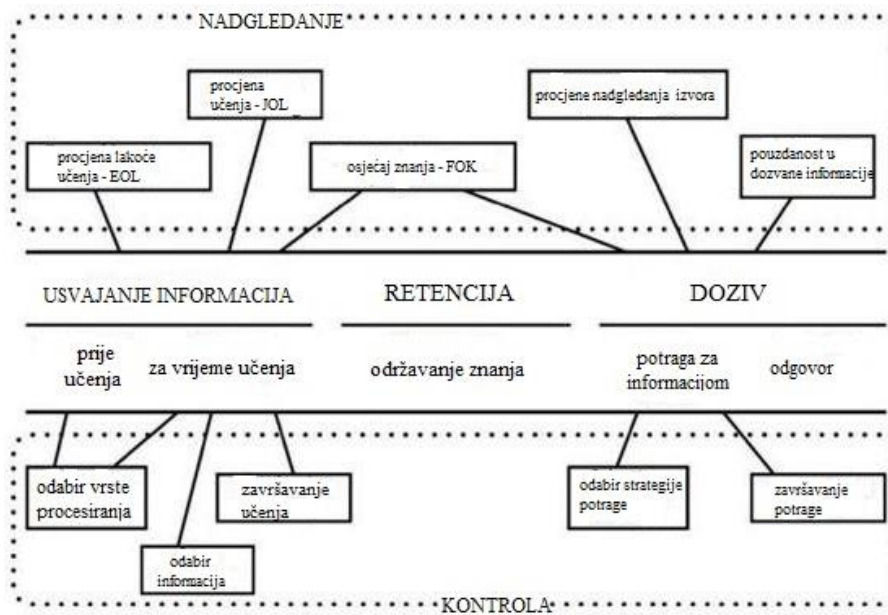 NADGLEDANJE
procjena
učenja - JOL
procjene nadgledanja izvora
procjena lakoće
učenja - EOL
osjećaj znanja - FOK
pouzdanost u
dozvane informacije
USVAJANJE INFORMACIJA
RETENCIJA
DOZIV
prije
učenja
za vrijeme učenja
održavanje znanja
potraga za
informacijom
odgovor
odabir vrste
procesiranja
završavanje
učenja
odabir strategije
potrage
završavanje
potrage
odabir
informacija
KONTROLA